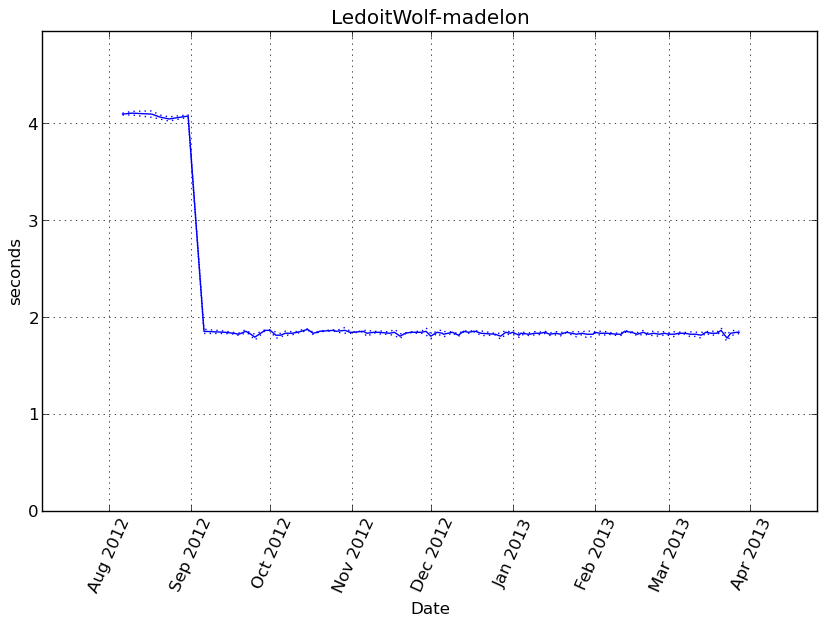 LedoitWolf-madelon
seconds
4
3
2
1
0
Aug 2012
Sep 2012
Oct 2012
Nov 2012
Dec 2012
Jan 2013
Feb 2013
Mar 2013
Apr 2013
Date